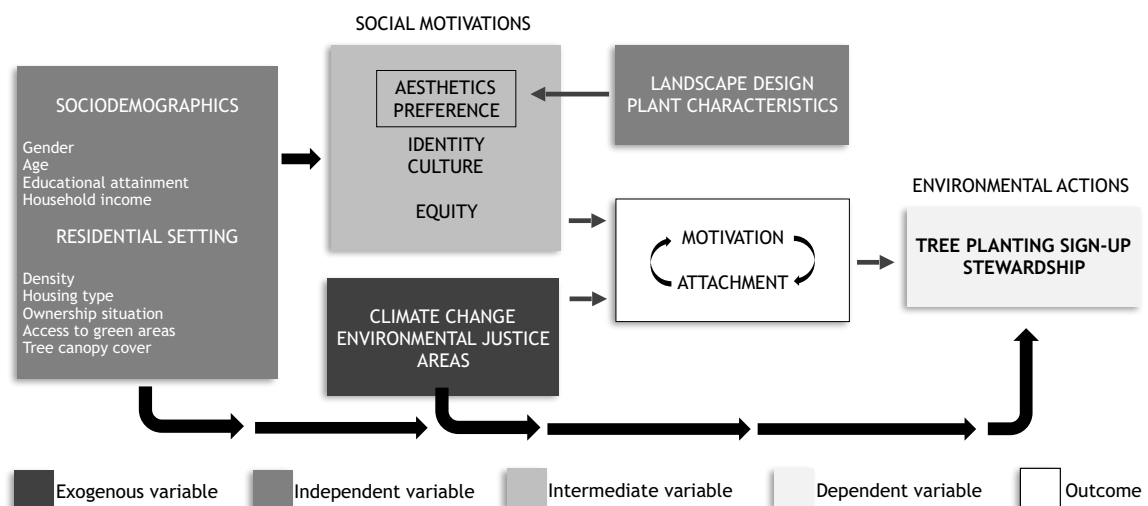 SOCIAL MOTIVATIONS
SOCIODEMOGRAPHICS
Gender
Age
Educational attainment
Household income
RESIDENTIAL SETTING
Density
Housing type
Ownership situation
Access to green areas
Tree canopy cover
AESTHETICS
PREFERENCE
IDENTITY
CULTURE
EQUITY
LANDSCAPE DESIGN
PLANT CHARACTERISTICS
CLIMATE CHANGE
ENVIRONMENTAL JUSTICE
AREAS
MOTIVATION
ATTACHMENT
ENVIRONMENTAL ACTIONS
TREE PLANTING SIGN-UP
STEWARDSHIP
Exogenous variable
Independent variable
Intermediate variable
Dependent variable
Outcome